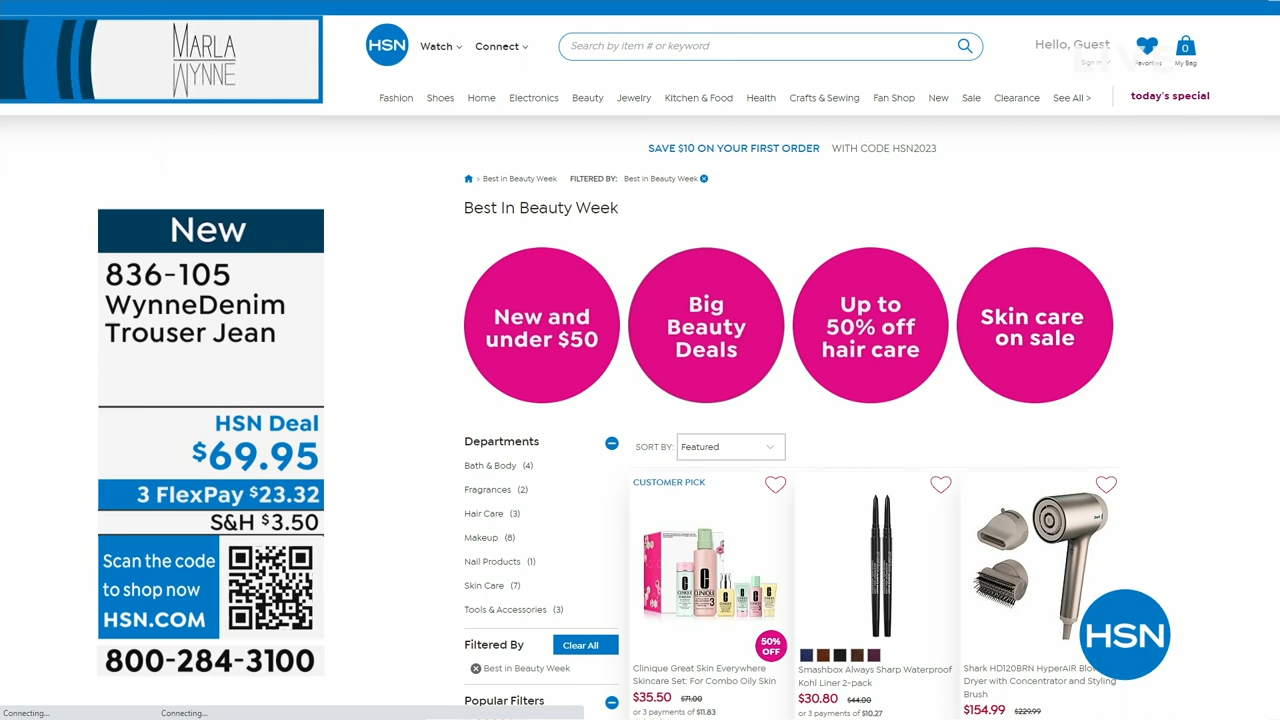 MARLA
WYNNE
HSN
Watch
Connect
Search by item # or keyword
Hello, Guest
Sign In
Favorites
0
My Bag
LIVE
Fashion
Shoes
Home
Electronics
Beauty
Jewelry
Kitchen & Food
Health
Crafts & Sewing
Fan Shop
New
Sale
Clearance
See All >
today's special
SAVE $10 ON YOUR FIRST ORDER WITH CODE HSN2023
> Best in Beauty Week FILTERED BY: Best In Beauty Week
Best In Beauty Week
New
836-105
WynneDenim
Trouser Jean
HSN Deal
$69.95
3 FlexPay $23.32
S&H $3.50
Scan the code
to shop now
HSN.COM
800-284-3100
New and
under $50
Big
Beauty
Deals
Up to
50% off
hair care
Skin care
on sale
Departments
Bath & Body (4)
Fragrances (2)
Hair Care (3)
Makeup (8)
Nail Products (1)
Skin Care (7)
Tools & Accessories (3)
Filtered By
Clear All
Best in Beauty Week
Popular Filters
SORT BY: Featured
CUSTOMER PICK
CLINIQUE
3
50%
OFF
Clinique Great Skin Everywhere
Skincare Set: For Combo Oily Skin
$35.50 $71.00
or 3 payments of $11.83
Smashbox Always Sharp Waterproof
Kohl Liner 2-pack
$30.80 $44.00
or 3 payments of $10.27
Shark HD120BRN HyperAIR Blow
Dryer with Concentrator and Styling
Brush
$154.99 $229.99
HSN
Connecting...
Connecting...